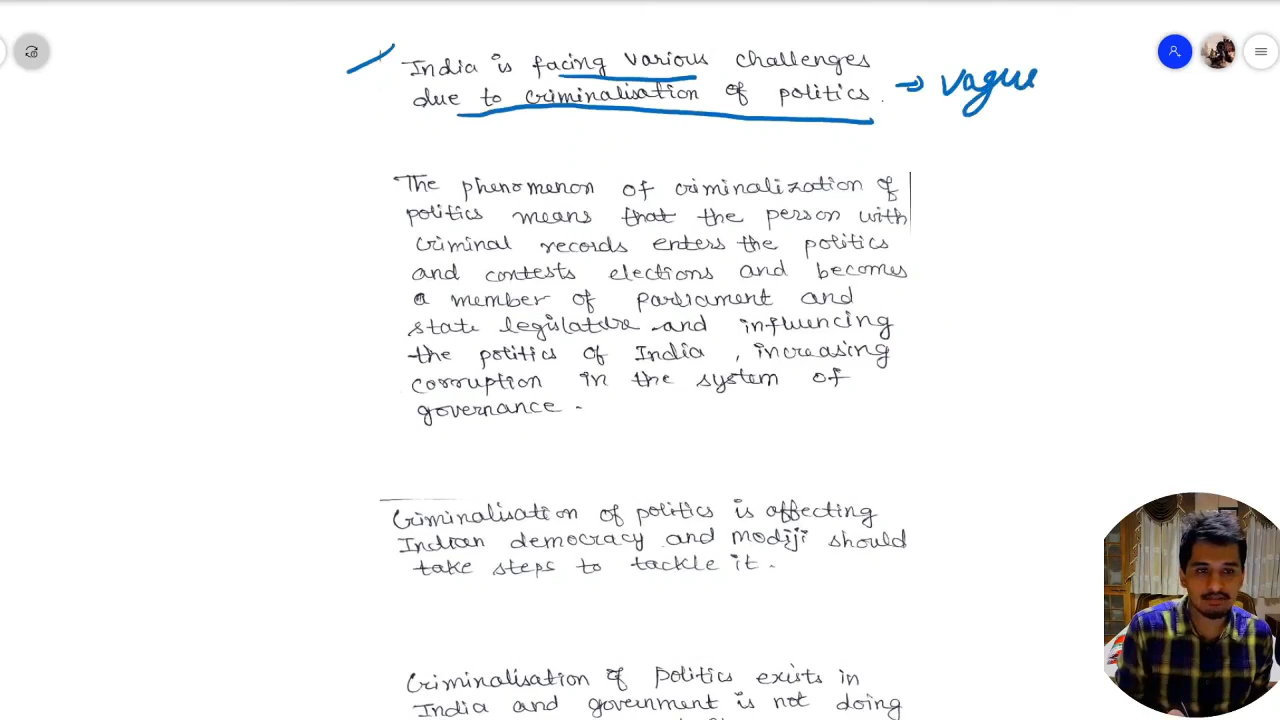 India is facing various challenges
due to criminalisation of politics. → vague
The phenomenon of criminalization of
politics means that the person with
criminal records enters the politics
and contests elections and becomes
a member of parliament and
state legislature and influencing
the politics of India, increasing
corruption in the system of
governance.
Criminalisation of politics is affecting
Indian democracy and modiji should
take steps to tackle it.
Criminalisation of politics exists in
India and government is not doing